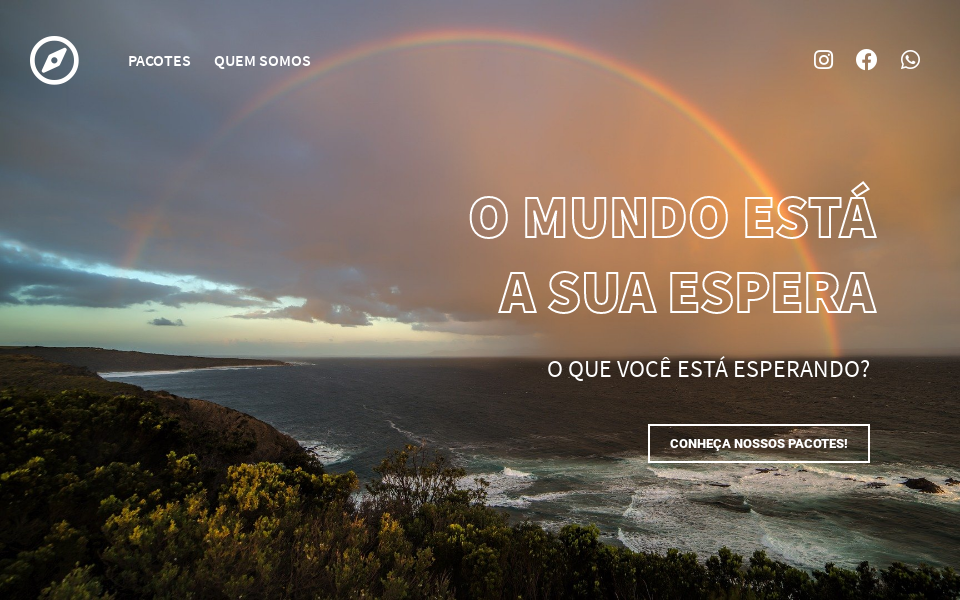 PACOTES QUEM SOMOS
O MUNDO ESTÁ
A SUA ESPERA
O QUE VOCÊ ESTÁ ESPERANDO?
CONHEÇA NOSSOS PACOTES!